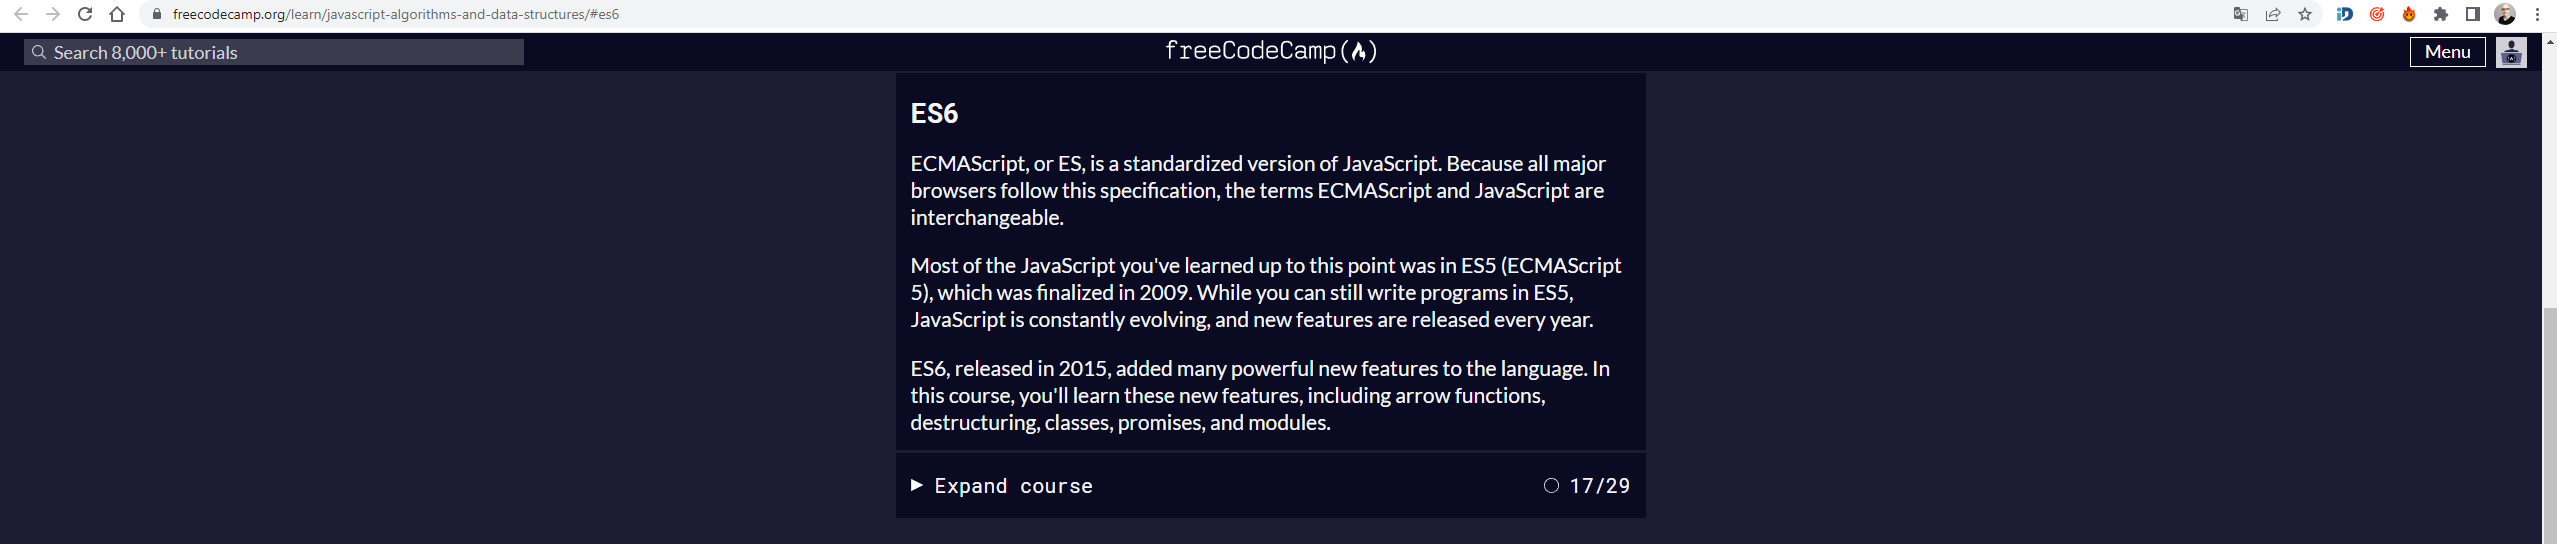 freecodecamp.org/learn/javascript-algorithms-and-data-structures/#es6
Search 8,000+ tutorials
freeCodeCamp
Menu
ES6
ECMAScript, or ES, is a standardized version of JavaScript. Because all major
browsers follow this specification, the terms ECMAScript and JavaScript are
interchangeable.
Most of the JavaScript you've learned up to this point was in ES5 (ECMAScript
5), which was finalized in 2009. While you can still write programs in ES5,
JavaScript is constantly evolving, and new features are released every year.
ES6, released in 2015, added many powerful new features to the language. In
this course, you'll learn these new features, including arrow functions,
destructuring, classes, promises, and modules.
Expand course
17/29